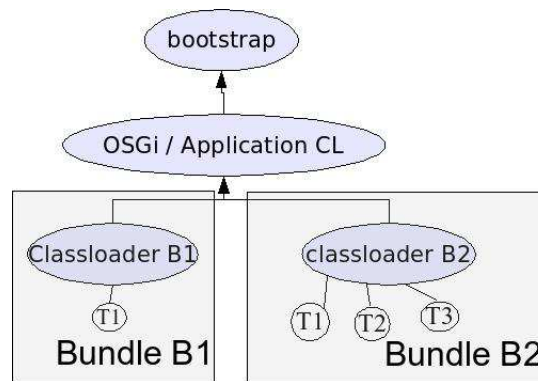 bootstrap
OSGi / Application CL
Classloader B1
classloader B2
T1
T1
T2
T3
Bundle B1
Bundle B2